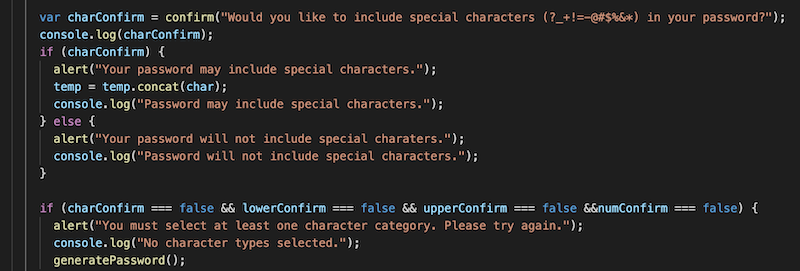 var charConfirm = confirm("Would you like to include special characters (?_+!=-@#$%&*) in your password?");
console.log(charConfirm);
if (charConfirm) {
alert("Your password may include special characters.");
temp = temp.concat(char);
console.log("Password may include special characters.");
} else {
alert("Your password will not include special charaters.");
console.log("Password will not include special characters.");
}
if (charConfirm === false && lowerConfirm === false && upperConfirm === false &&numConfirm === false) {
alert("You must select at least one character category. Please try again.");
console.log("No character types selected.");
generatePassword();